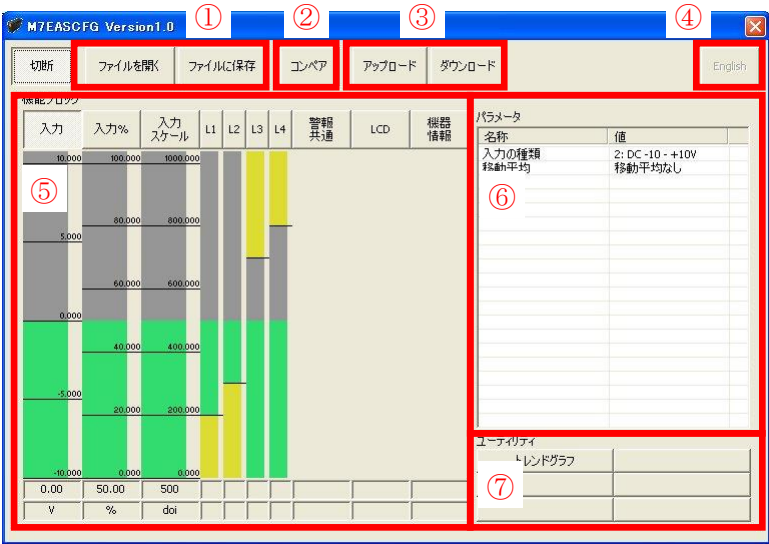 M7EASCFG Version1.0
① ② ③ ④
切断 ファイルを開く ファイルに保存 コンペア アップロード ダウンロード English
機能ブロック
入力 入力% 入力スケール L1 L2 L3 L4 警報共通 LCD 機器情報
10.000 100.000 1000.000
⑤
80.000 800.000
5.000
60.000 600.000
0.000
40.000 400.000
-5.000
20.000 200.000
-10.000 0.000 0.000
0.00 50.00 500
V % doi
パラメータ
名称 値
入力の種類 2: DC -10 - +10V
移動平均 移動平均なし
⑥
ユーティリティ
トレンドグラフ
⑦